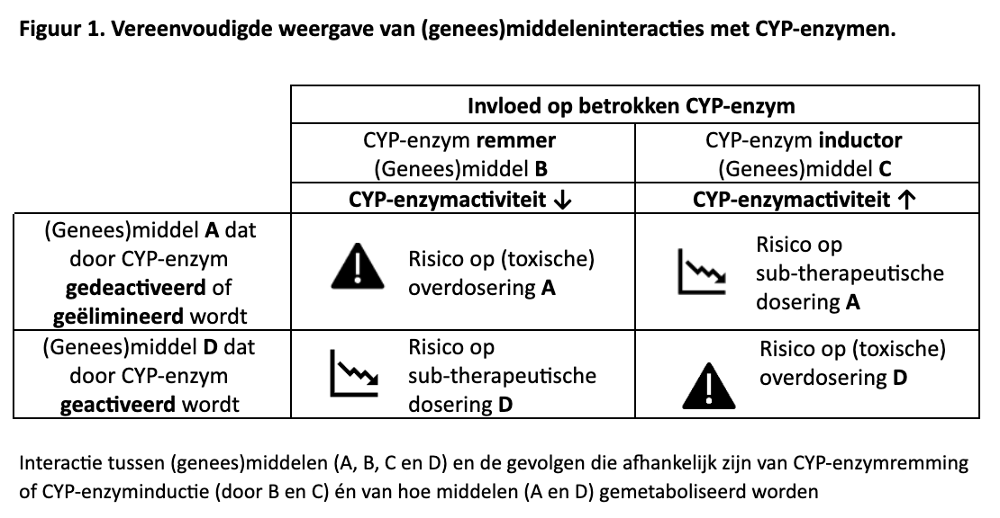 Figuur 1. Vereenvoudigde weergave van (genees)middeleninteracties met CYP-enzymen.
Invloed op betrokken CYP-enzym
CYP-enzym remmer
(Genees)middel B
CYP-enzym inductor
(Genees)middel C
CYP-enzymactiviteit ↓
CYP-enzymactiviteit ↑
(Genees)middel A dat
door CYP-enzym
gedeactiveerd of
geëlimineerd wordt
Risico op (toxische)
overdosering A
Risico op
sub-therapeutische
dosering A
(Genees)middel D dat
door CYP-enzym
geactiveerd wordt
Risico op
sub-therapeutische
dosering D
Risico op (toxische)
overdosering D
Interactie tussen (genees)middelen (A, B, C en D) en de gevolgen die afhankelijk zijn van CYP-enzymremming
of CYP-enzyminductie (door B en C) én van hoe middelen (A en D) gemetaboliseerd worden